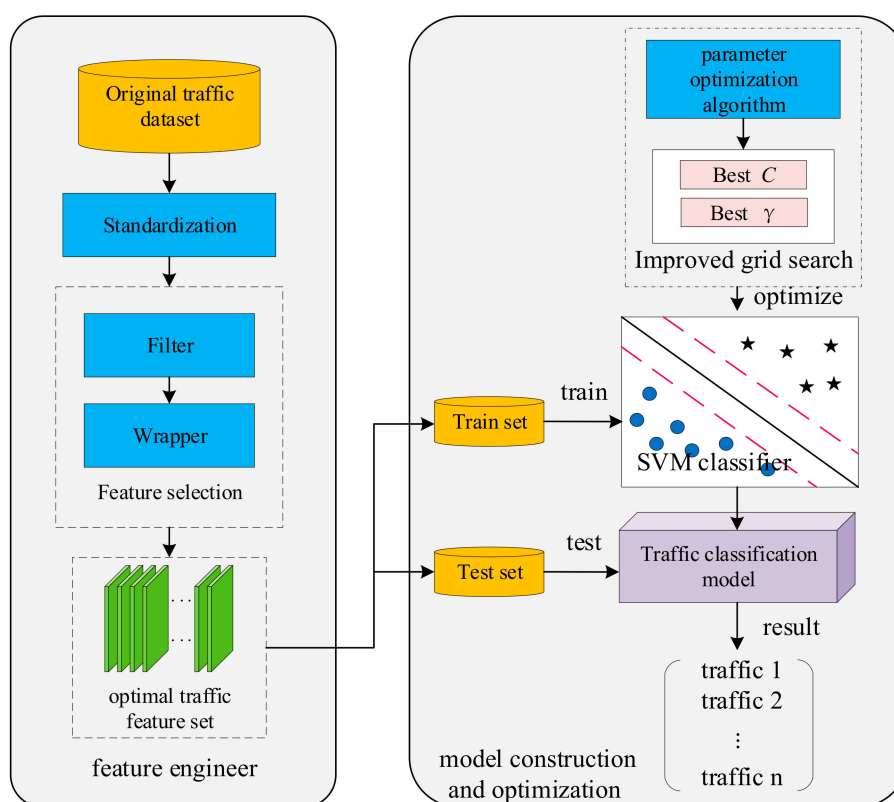 Original traffic
dataset
Standardization
Filter
Wrapper
Feature selection
optimal traffic
feature set
feature engineer
parameter
optimization
algorithm
Best C
Best γ
Improved grid search
optimize
Train set
train
SVM classifier
Test set
test
Traffic classification
model
result
traffic 1
traffic 2
⋮
traffic n
model construction
and optimization